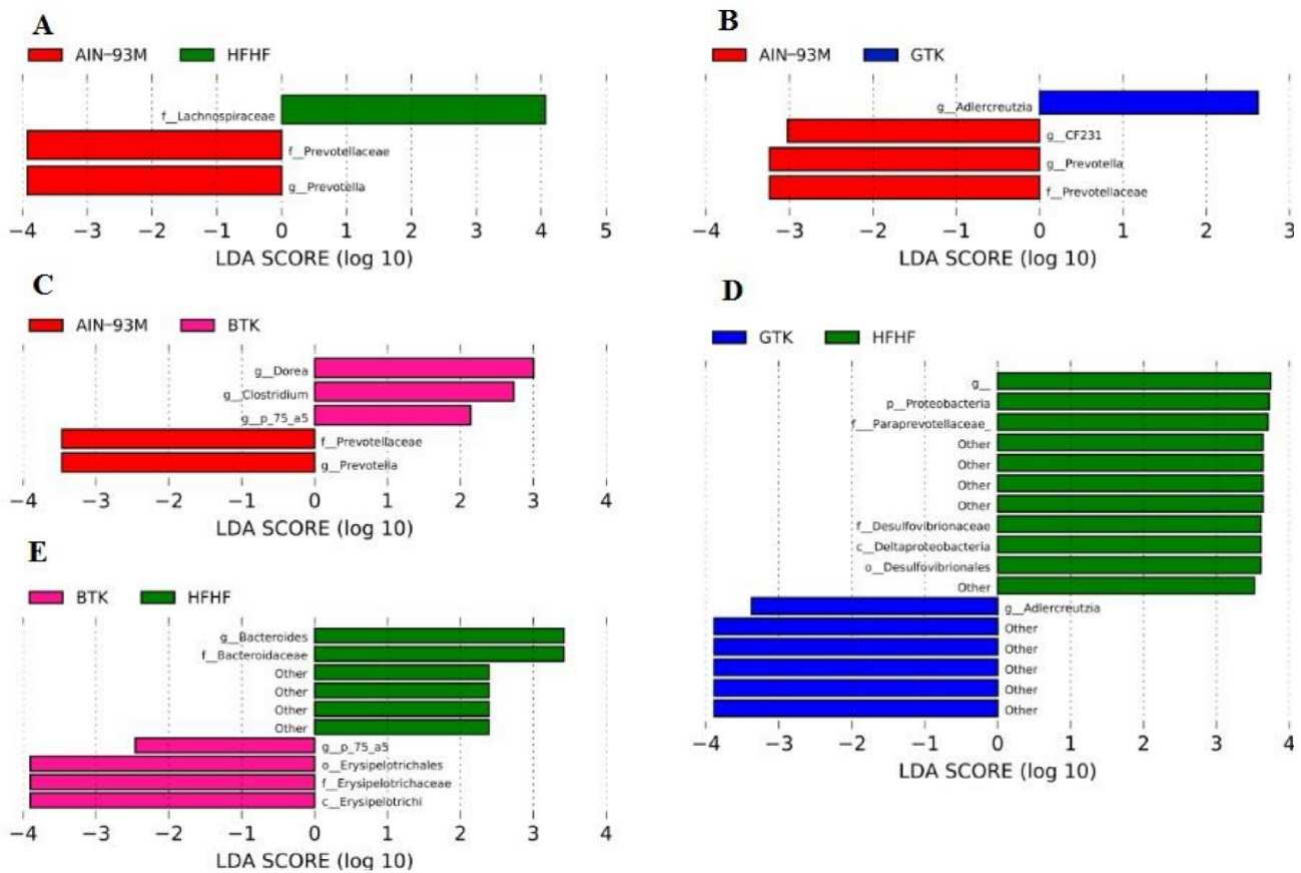 A
AIN−93M HFHF
f__Lachnospiraceae
f__Prevotellaceae
g__Prevotella
−4 −3 −2 −1 0 1 2 3 4 5
LDA SCORE (log 10)
B
AIN−93M GTK
g__Adlercreutzia
g__CF231
g__Prevotella
f__Prevotellaceae
−4 −3 −2 −1 0 1 2 3
LDA SCORE (log 10)
C
AIN−93M BTK
g__Dorea
g__Clostridium
g__p_75_a5
f__Prevotellaceae
g__Prevotella
−4 −3 −2 −1 0 1 2 3 4
LDA SCORE (log 10)
D
GTK HFHF
g__
p__Proteobacteria
f___Paraprevotellaceae_
Other
Other
Other
Other
f__Desulfovibrionaceae
c__Deltaproteobacteria
o__Desulfovibrionales
Other
g__Adlercreutzia
Other
Other
Other
Other
Other
−4 −3 −2 −1 0 1 2 3 4
LDA SCORE (log 10)
E
BTK HFHF
g__Bacteroides
f__Bacteroidaceae
Other
Other
Other
Other
g__p_75_a5
o__Erysipelotrichales
f__Erysipelotrichaceae
c__Erysipelotrichi
−4 −3 −2 −1 0 1 2 3 4
LDA SCORE (log 10)